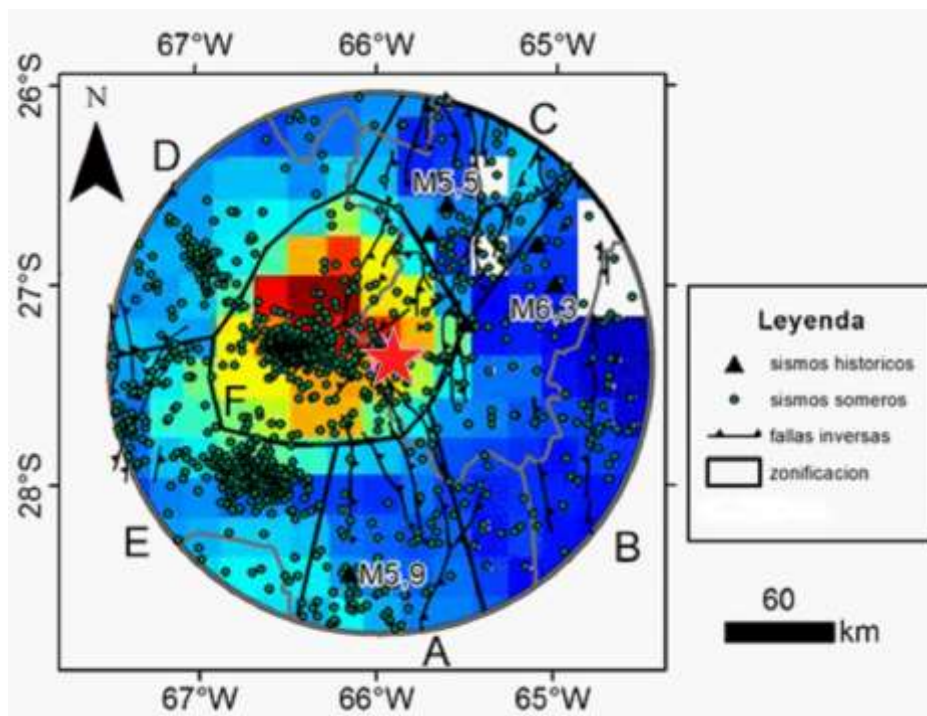 67°W 66°W 65°W
26°S
N
C
D
M5,5
27°S
M6,3
Leyenda
sismos históricos
sismos someros
fallas inversas
zonificacion
F
28°S
E
B
M5,9
60
km
A
67°W 66°W 65°W